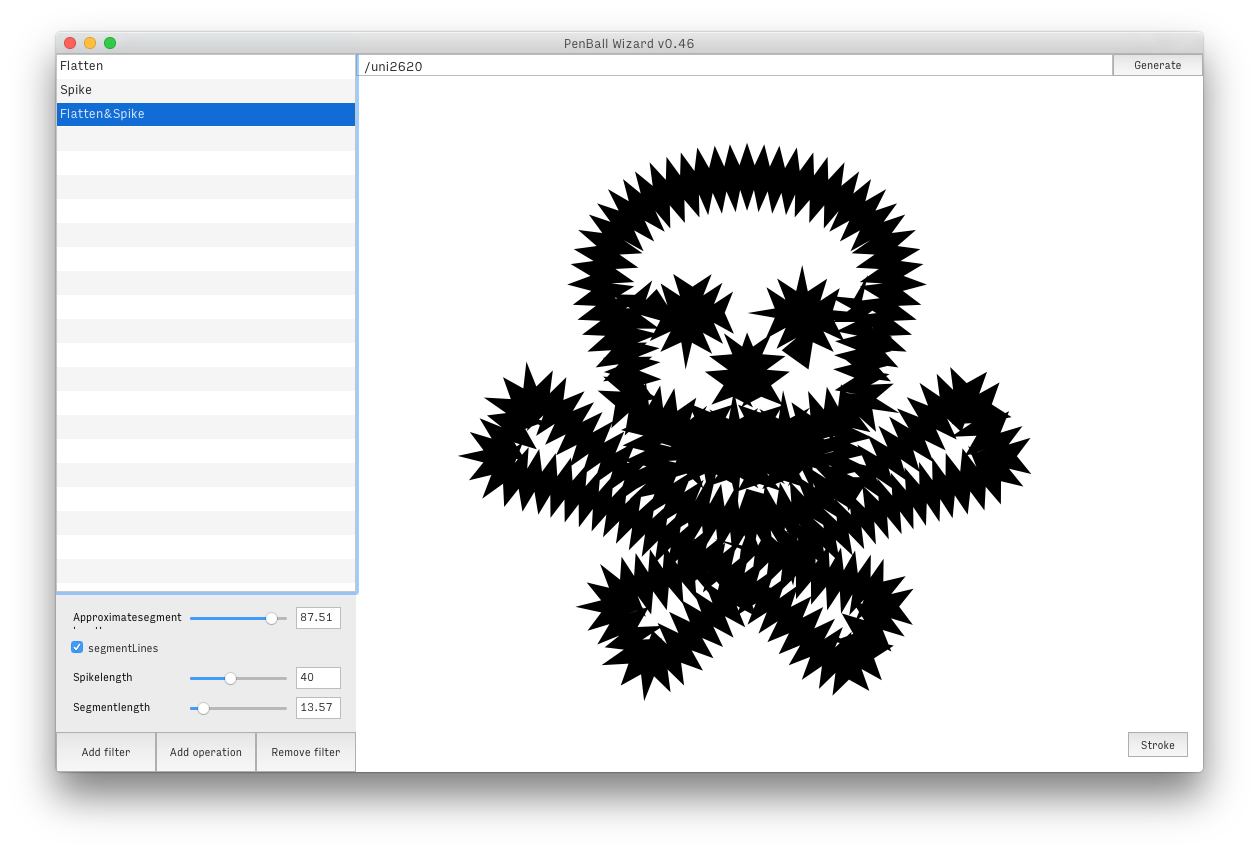 PenBall Wizard v0.46
Flatten
Spike
Flatten&Spike
/uni2620
Generate
Approximatesegment
87.51
segmentLines
Spikelength
40
Segmentlength
13.57
Add filter
Add operation
Remove filter
Stroke